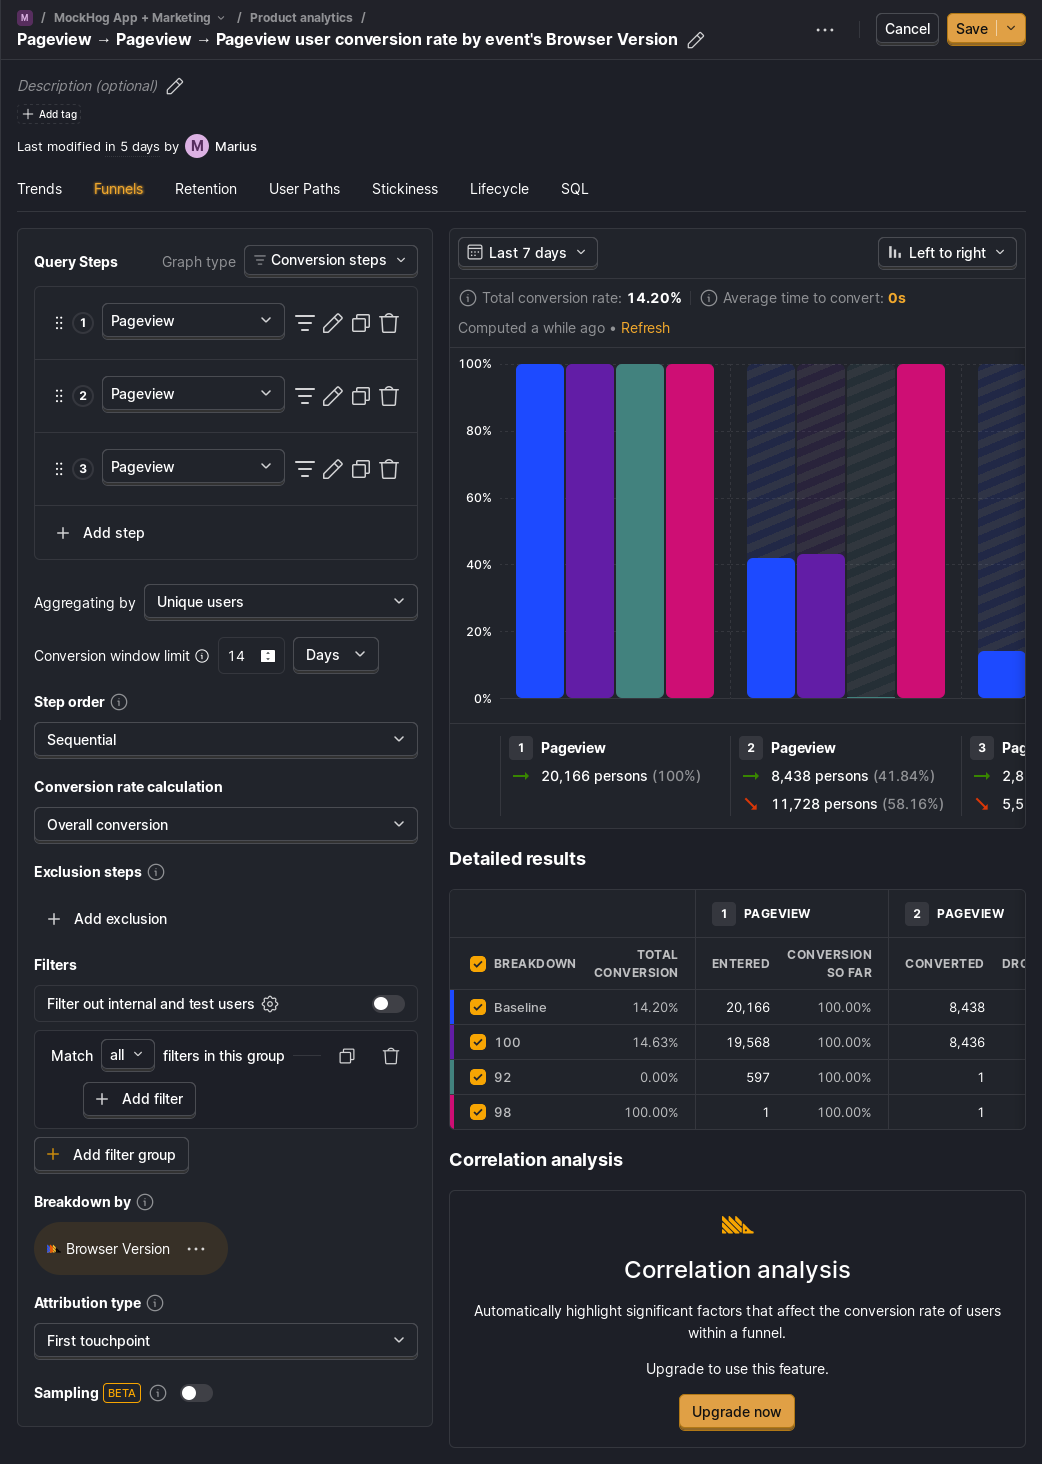 M / MockHog App + Marketing / Product analytics /
Pageview → Pageview → Pageview user conversion rate by event's Browser Version
Cancel
Save
Description (optional)
+ Add tag
Last modified in 5 days by M Marius
Trends Funnels Retention User Paths Stickiness Lifecycle SQL
Query Steps
Graph type
Conversion steps
1 Pageview
2 Pageview
3 Pageview
+ Add step
Aggregating by Unique users
Conversion window limit 14 Days
Step order
Sequential
Conversion rate calculation
Overall conversion
Exclusion steps
+ Add exclusion
Filters
Filter out internal and test users
Match all filters in this group
+ Add filter
+ Add filter group
Breakdown by
Browser Version
Attribution type
First touchpoint
Sampling BETA
Last 7 days
Left to right
Total conversion rate: 14.20%
Average time to convert: 0s
Computed a while ago • Refresh
100%
80%
60%
40%
20%
0%
1 Pageview
20,166 persons (100%)
2 Pageview
8,438 persons (41.84%)
11,728 persons (58.16%)
3 Pag
2,8
5,5
Detailed results
1 PAGEVIEW 2 PAGEVIEW
BREAKDOWN TOTAL CONVERSION ENTERED CONVERSION SO FAR CONVERTED DRO
Baseline 14.20% 20,166 100.00% 8,438
100 14.63% 19,568 100.00% 8,436
92 0.00% 597 100.00% 1
98 100.00% 1 100.00% 1
Correlation analysis
Correlation analysis
Automatically highlight significant factors that affect the conversion rate of users
within a funnel.
Upgrade to use this feature.
Upgrade now